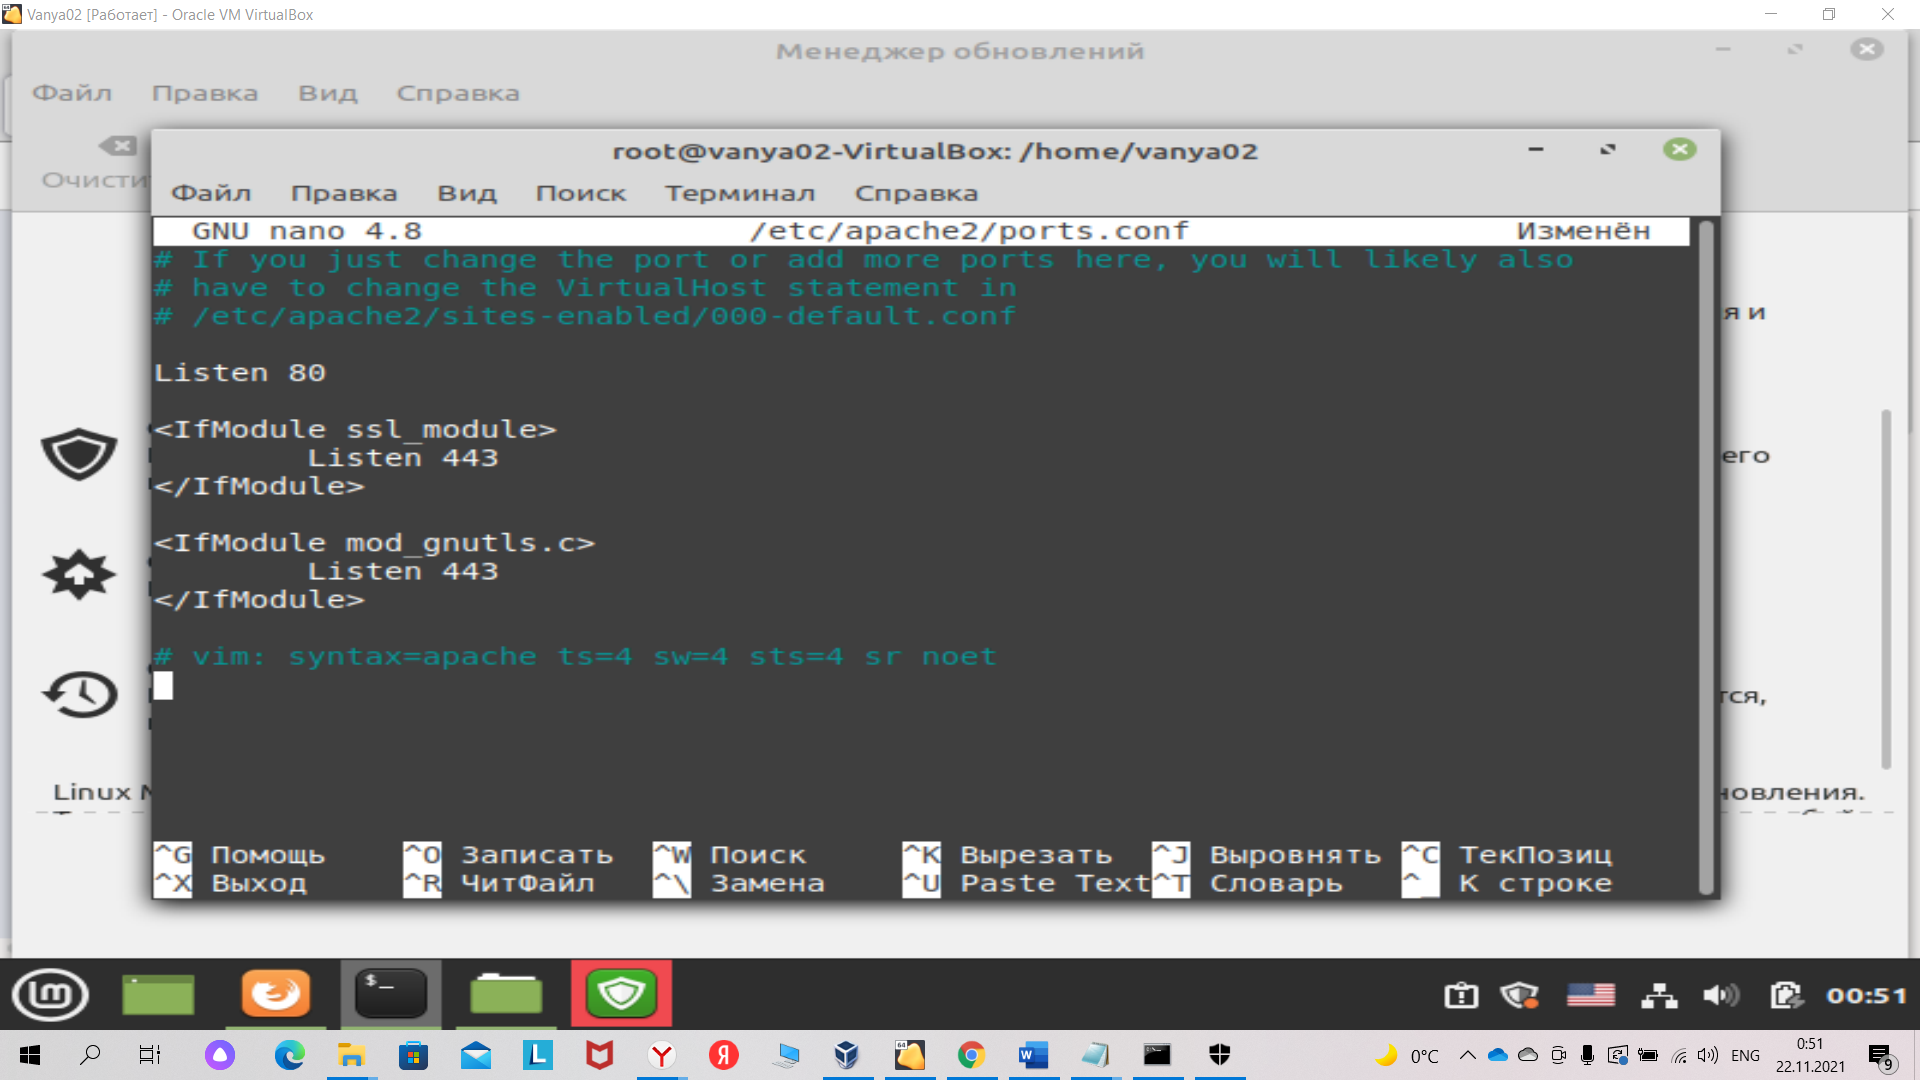 Vanya02 [Работает] - Oracle VM VirtualBox
Менеджер обновлений
Файл Правка Вид Справка
root@vanya02-VirtualBox: /home/vanya02
Файл Правка Вид Поиск Терминал Справка
GNU nano 4.8 /etc/apache2/ports.conf Изменён
# If you just change the port or add more ports here, you will likely also
# have to change the VirtualHost statement in
# /etc/apache2/sites-enabled/000-default.conf
я и
Listen 80
<IfModule ssl_module>
Listen 443
его
</IfModule>
<IfModule mod_gnutls.c>
Listen 443
</IfModule>
# vim: syntax=apache ts=4 sw=4 sts=4 sr noet
Linux
новления.
^G Помощь ^O Записать ^W Поиск ^K Вырезать ^J Выровнять ^C ТекПозиц
^X Выход ^R ЧитФайл ^\ Замена ^U Paste Text ^T Словарь ^_ К строке
00:51
0°C ENG 0:51
22.11.2021
9